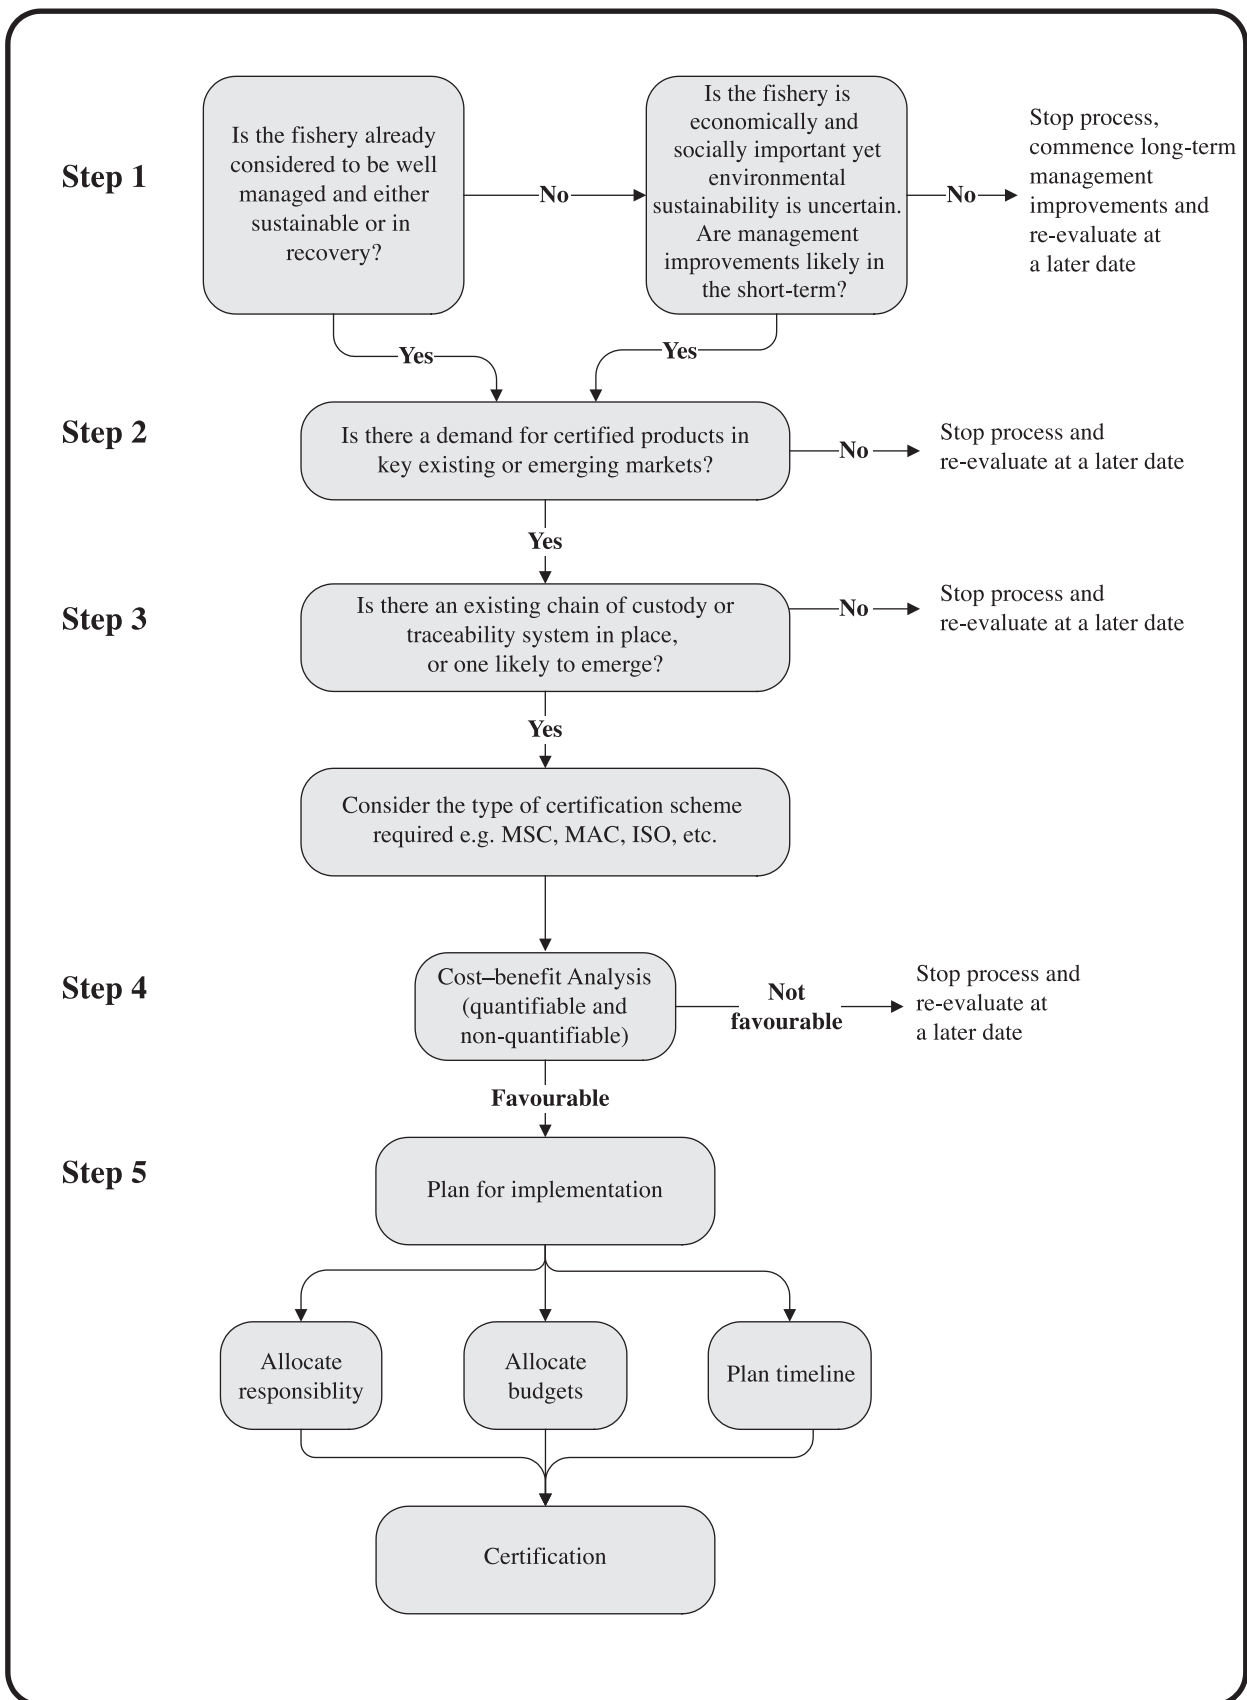 Step 1
Is the fishery already
considered to be well
managed and either
sustainable or in
recovery?
No
Is the fishery is
economically and
socially important yet
environmental
sustainability is uncertain.
Are management
improvements likely in
the short-term?
No
Stop process,
commence long-term
management
improvements and
re-evaluate at
a later date
Yes
Yes
Step 2
Is there a demand for certified products in
key existing or emerging markets?
No
Stop process and
re-evaluate at a later date
Yes
Step 3
Is there an existing chain of custody or
traceability system in place,
or one likely to emerge?
No
Stop process and
re-evaluate at a later date
Yes
Consider the type of certification scheme
required e.g. MSC, MAC, ISO, etc.
Step 4
Cost–benefit Analysis
(quantifiable and
non-quantifiable)
Not
favourable
Stop process and
re-evaluate at
a later date
Favourable
Step 5
Plan for implementation
Allocate
responsiblity
Allocate
budgets
Plan timeline
Certification